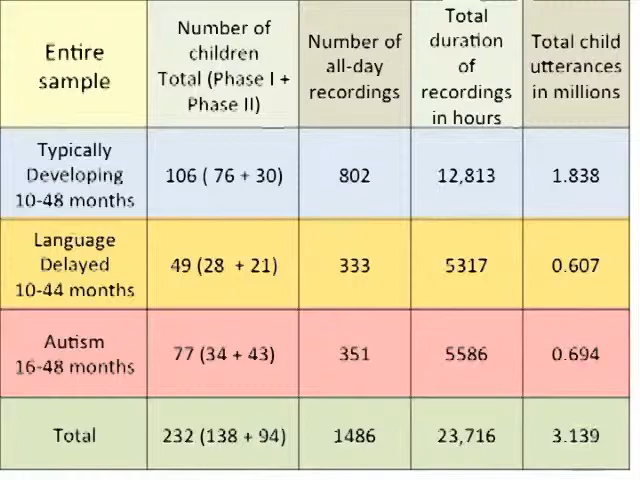 Entire
sample
Number of
children
Total (Phase I +
Phase II)
Number of
all-day
recordings
Total
duration
of
recordings
in hours
Total child
utterances
in millions
Typically
Developing
10-48 months
106 ( 76 + 30)
802
12,813
1.838
Language
Delayed
10-44 months
49 (28 + 21)
333
5317
0.607
Autism
16-48 months
77 (34 + 43)
351
5586
0.694
Total
232 (138 + 94)
1486
23,716
3.139